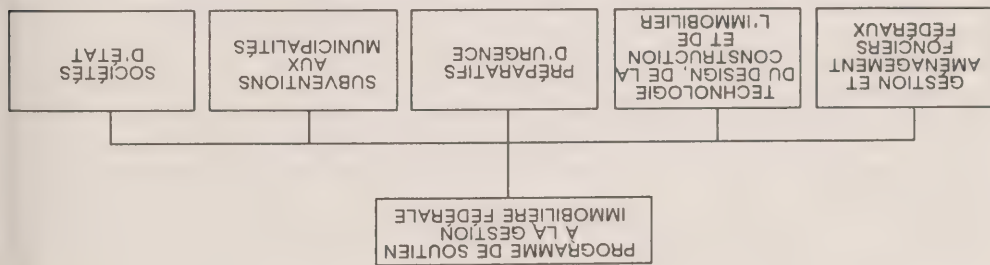 PROGRAMME DE SOUTIEN
À LA GESTION
IMMOBILIÈRE FÉDÉRALE
GÉSTION ET
AMÉNAGEMENT
FONCIERS
FÉDÉRAUX
TECHNOLOGIE
DU DESIGN, DE LA
CONSTRUCTION
ET DE
L'IMMOBILIER
PRÉPARATIFS
D'URGENCE
SUBVENTIONS
AUX
MUNICIPALITÉS
SOCIÉTÉS
D'ÉTAT